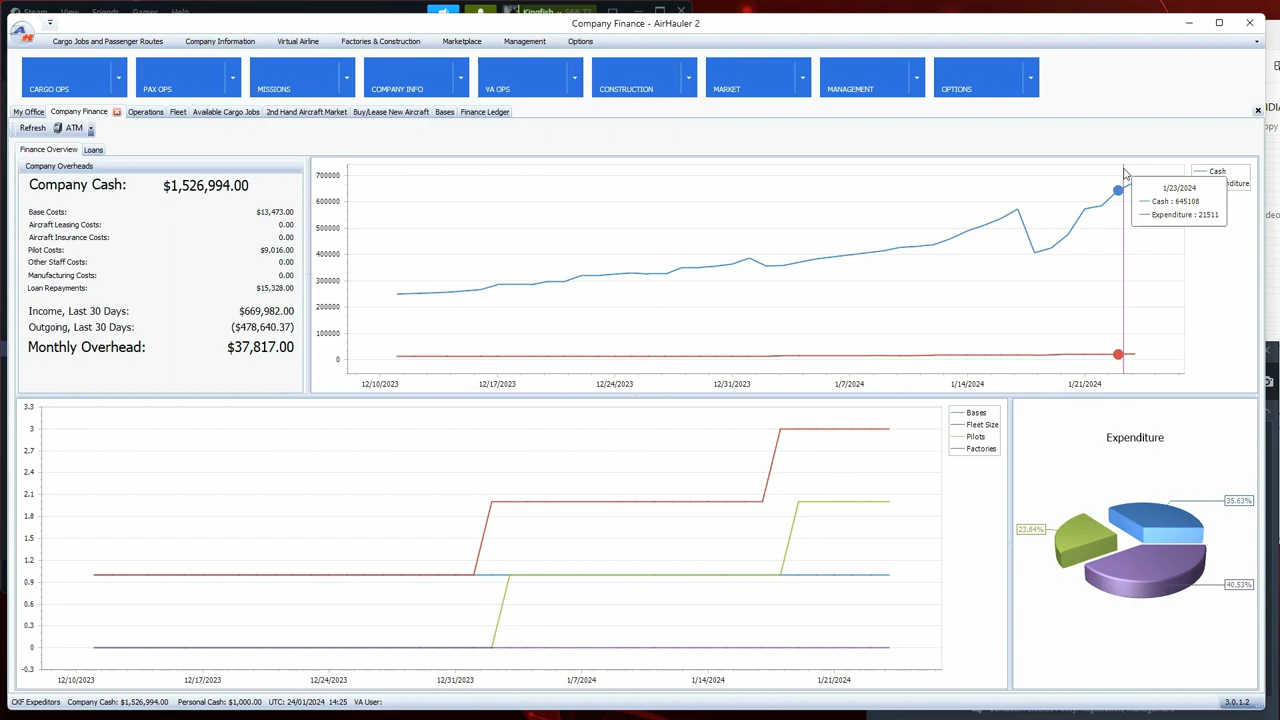 Steam View Friends Games Help Kingfish $68.77
Company Finance - AirHauler 2
Cargo Jobs and Passenger Routes Company Information Virtual Airline Factories & Construction Marketplace Management Options
CARGO OPS PAX OPS MISSIONS COMPANY INFO VA OPS CONSTRUCTION MARKET MANAGEMENT OPTIONS
My Office Company Finance Operations Fleet Available Cargo Jobs 2nd Hand Aircraft Market Buy/Lease New Aircraft Bases Finance Ledger
Refresh ATM
Finance Overview Loans
Company Overheads
Company Cash: $1,526,994.00
Base Costs: $13,473.00
Aircraft Leasing Costs: 0.00
Aircraft Insurance Costs: 0.00
Pilot Costs: $9,016.00
Other Staff Costs: 0.00
Manufacturing Costs: 0.00
Loan Repayments: $15,328.00
Income, Last 30 Days: $669,982.00
Outgoing, Last 30 Days: ($478,640.37)
Monthly Overhead: $37,817.00
700000
600000
500000
400000
300000
200000
100000
0
12/10/2023 12/17/2023 12/24/2023 12/31/2023 1/7/2024 1/14/2024 1/21/2024
Cash
nditure
1/23/2024
Cash : 645108
Expenditure : 21511
3.3
3
2.7
2.4
2.1
1.8
1.5
1.2
0.9
0.6
0.3
0
-0.3
12/10/2023 12/17/2023 12/24/2023 12/31/2023 1/7/2024 1/14/2024 1/21/2024
Bases
Fleet Size
Pilots
Factories
Expenditure
35.63%
23.84%
40.53%
CKF Expeditors Company Cash: $1,526,994.00 Personal Cash: $1,000.00 UTC: 24/01/2024 14:25 VA User:
3.0.1.2